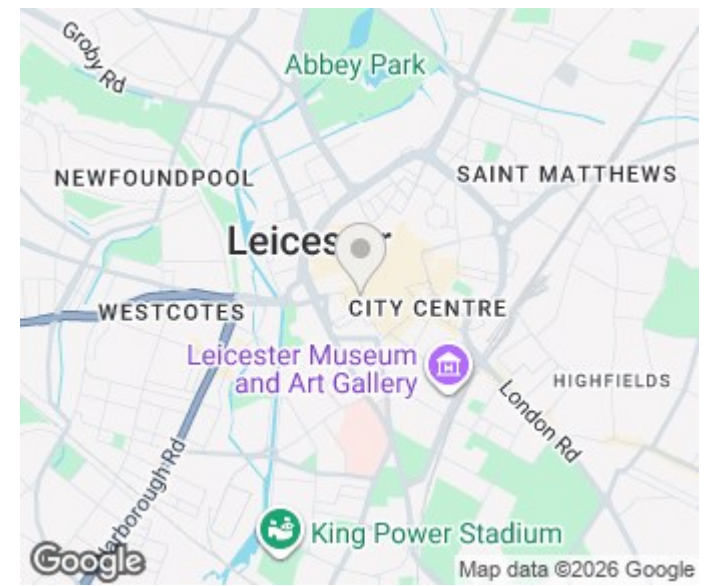 Groby Rd
Abbey Park
NEWFOUNDPOOL
SAINT MATTHEWS
Leicester
WESTCOTES
CITY CENTRE
Leicester Museum
and Art Gallery
HIGHFIELDS
London Rd
Narborough Rd
King Power Stadium
Google
Map data ©2026 Google